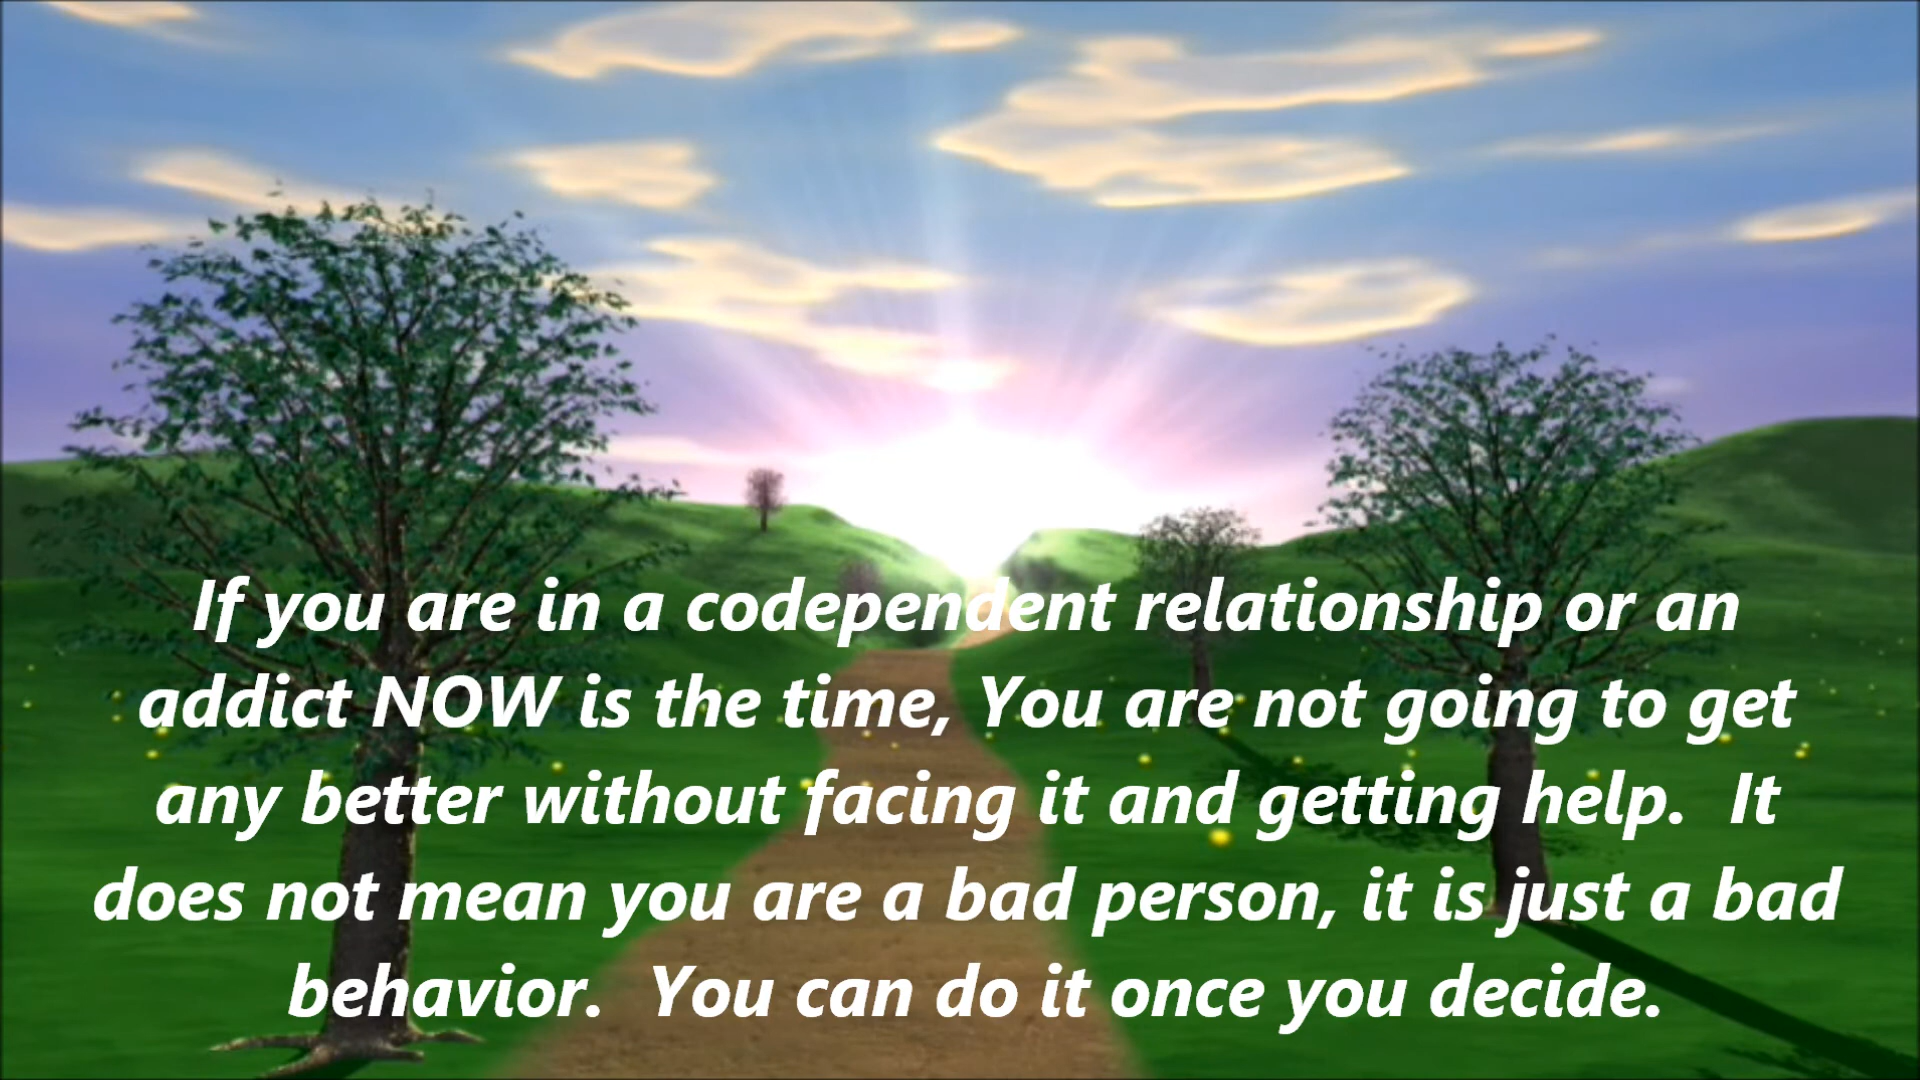 If you are in a codependent relationship or an
addict NOW is the time, You are not going to get
any better without facing it and getting help.  It
does not mean you are a bad person, it is just a bad
behavior.  You can do it once you decide.